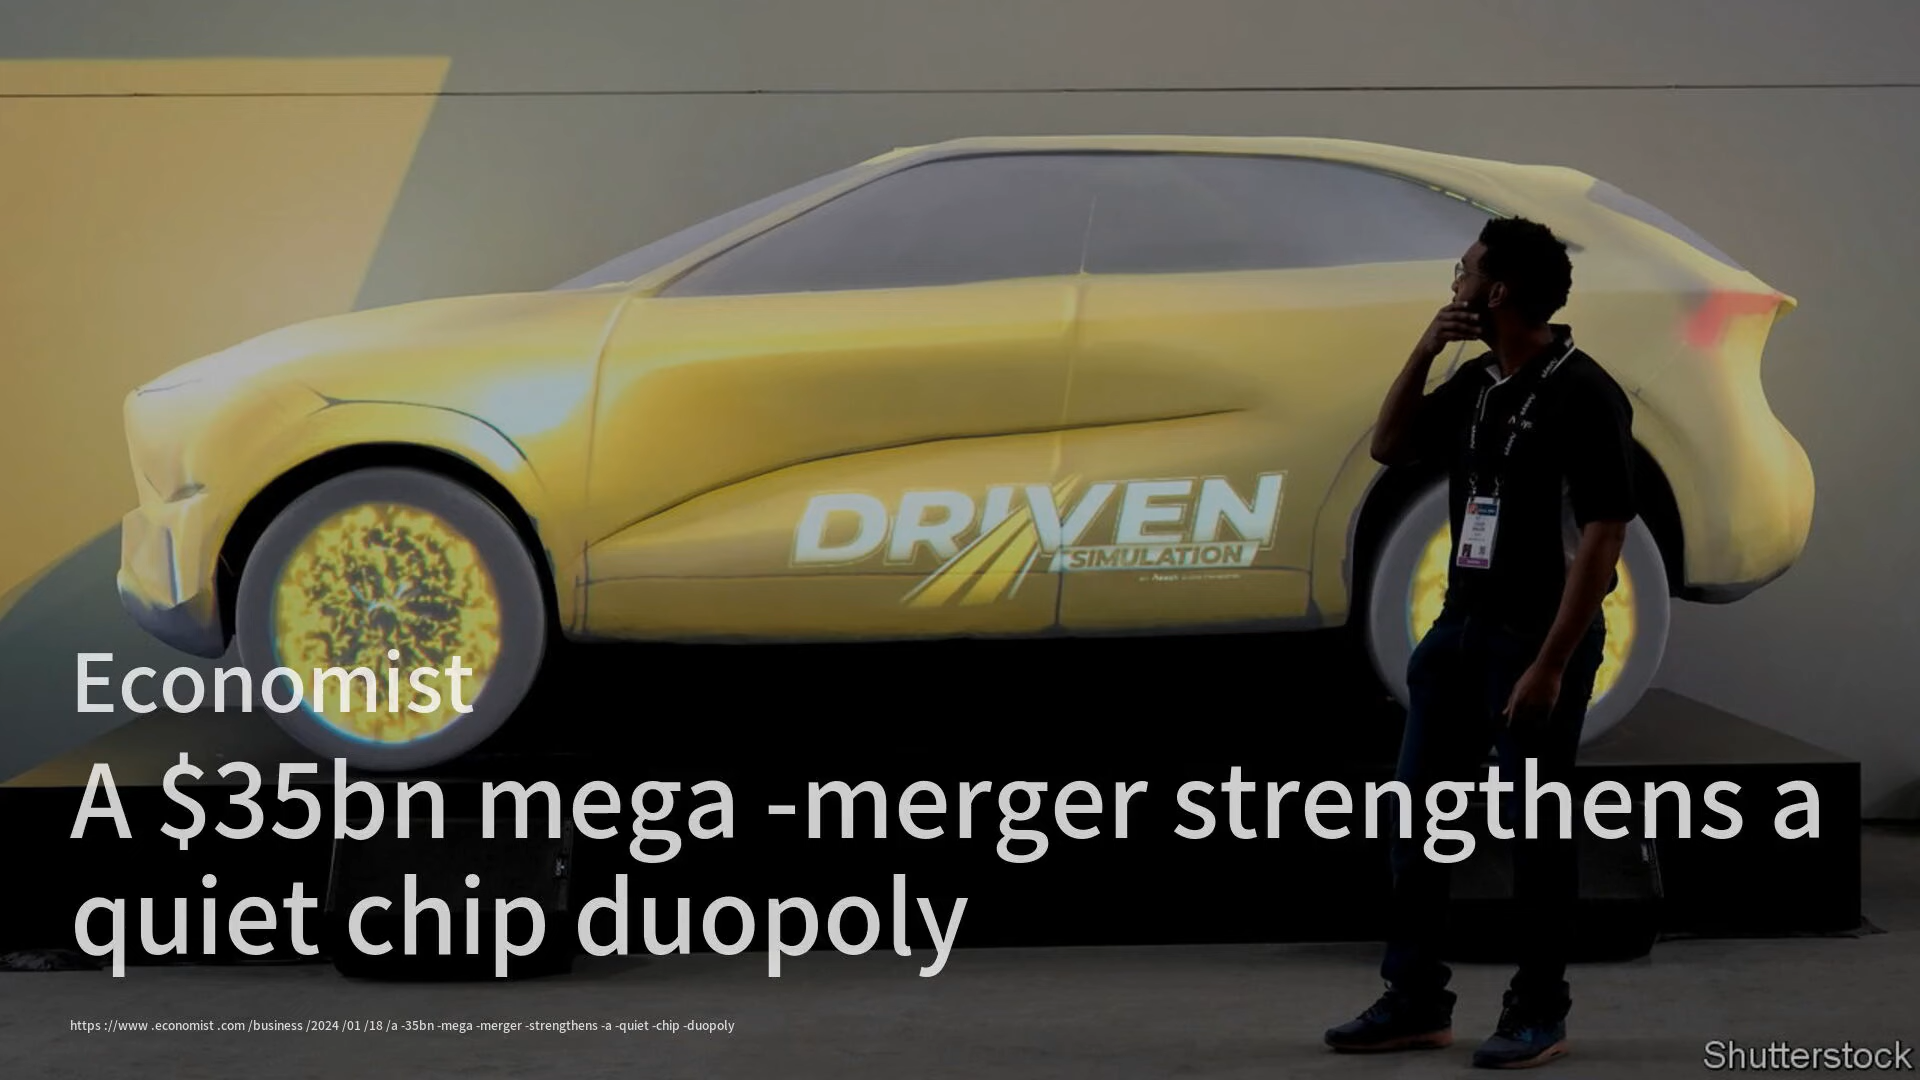 DRIVEN
SIMULATION
Economist
A $35bn mega -merger strengthens a
quiet chip duopoly
https ://www .economist .com /business /2024 /01 /18 /a -35bn -mega -merger -strengthens -a -quiet -chip -duopoly
Shutterstock